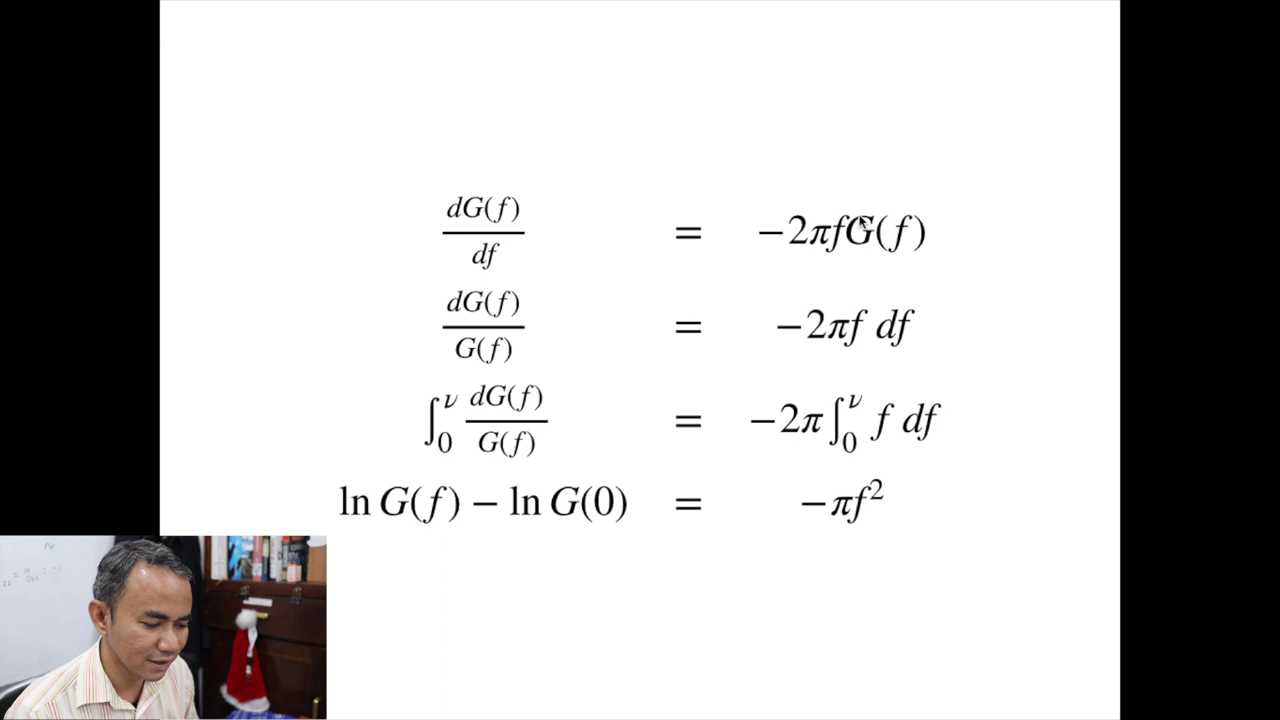 dG(f)/df = −2πfG(f)
dG(f)/G(f) = −2πf df
∫₀^ν dG(f)/G(f) = −2π ∫₀^ν f df
ln G(f) − ln G(0) = −πf²